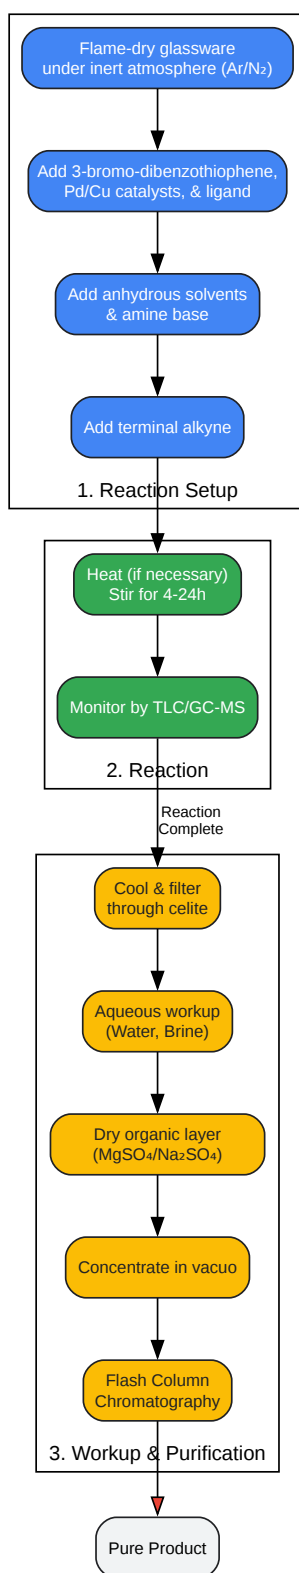 Flame-dry glassware
under inert atmosphere (Ar/N₂)
Add 3-bromo-dibenzothiophene,
Pd/Cu catalysts, & ligand
Add anhydrous solvents
& amine base
Add terminal alkyne
1. Reaction Setup
Heat (if necessary)
Stir for 4-24h
Monitor by TLC/GC-MS
2. Reaction
Reaction
Complete
Cool & filter
through celite
Aqueous workup
(Water, Brine)
Dry organic layer
(MgSO₄/Na₂SO₄)
Concentrate in vacuo
Flash Column
Chromatography
3. Workup & Purification
Pure Product